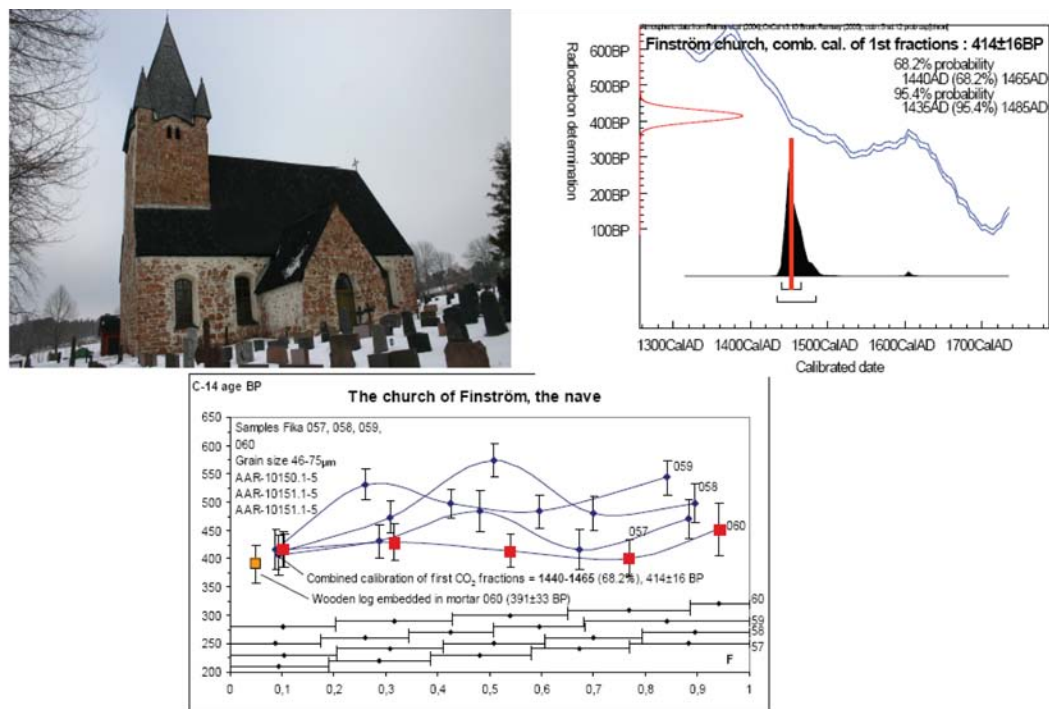 Atmospheric data from
Finström church, comb. cal. of 1st fractions : 414±16BP
68.2% probability
1440AD (68.2%) 1465AD
95.4% probability
1435AD (95.4%) 1485AD
Radiocarbon determination
600BP
500BP
400BP
300BP
200BP
100BP
1300CalAD 1400CalAD 1500CalAD 1600CalAD 1700CalAD
Calibrated date
C-14 age BP
The church of Finström, the nave
Samples Fika 057, 058, 059,
060
Grain size 46-75µm
AAR-10150.1-5
AAR-10151.1-5
AAR-10151.1-5
650
600
550
500
450
400
350
300
250
200
059
058
057
060
Combined calibration of first CO₂ fractions = 1440-1465 (68.2%), 414±16 BP
Wooden log embedded in mortar 060 (391±33 BP)
60
59
58
57
F
0 0,1 0,2 0,3 0,4 0,5 0,6 0,7 0,8 0,9 1